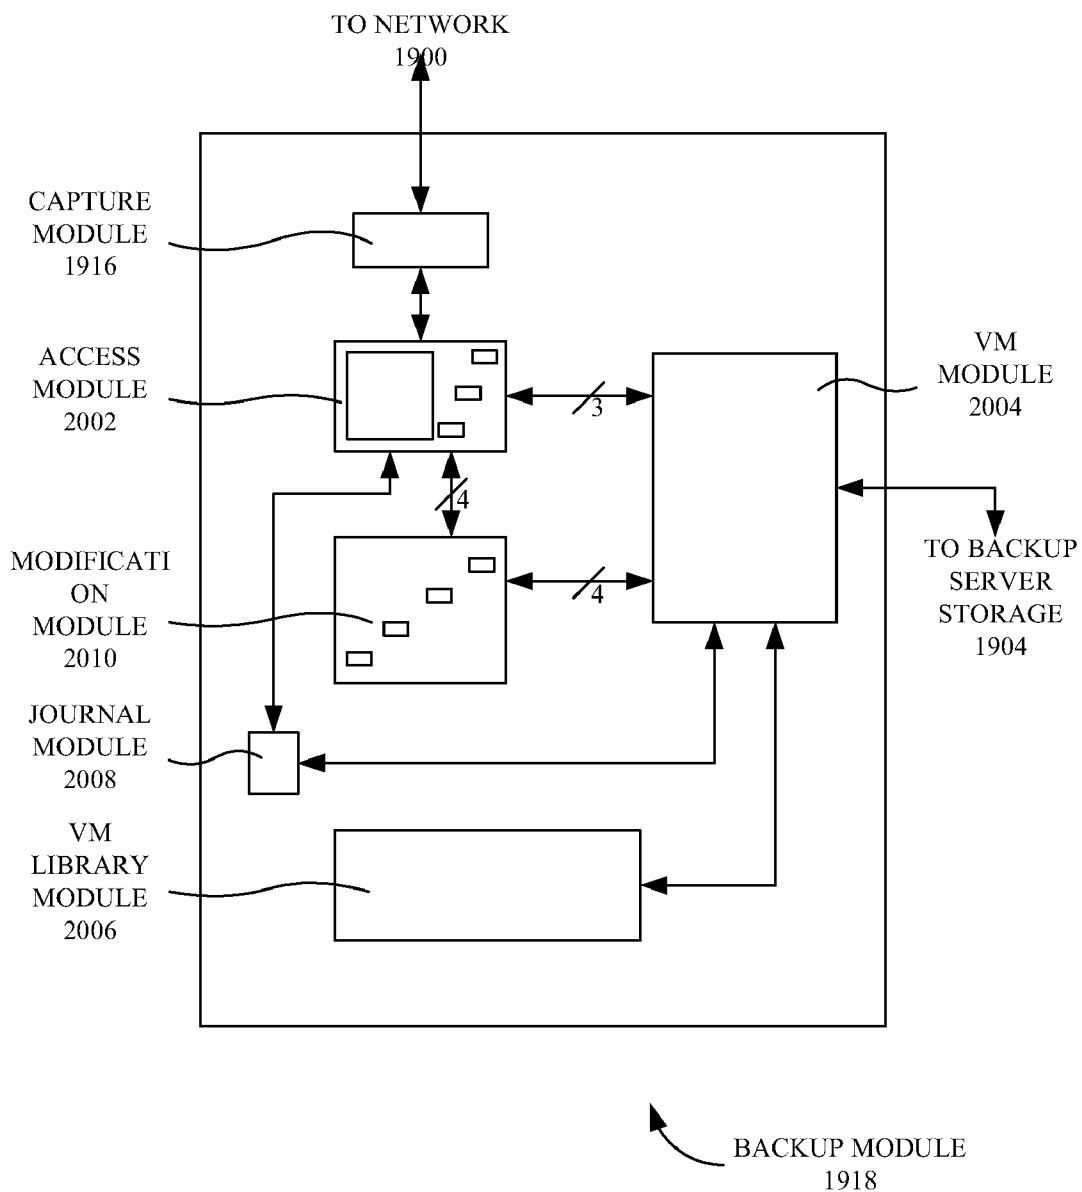 TO NETWORK
1900
CAPTURE
MODULE
1916
ACCESS
MODULE
2002
VM
MODULE
2004
3
4
TO BACKUP
SERVER
STORAGE
1904
MODIFICATI
ON
MODULE
2010
4
JOURNAL
MODULE
2008
VM
LIBRARY
MODULE
2006
BACKUP MODULE
1918